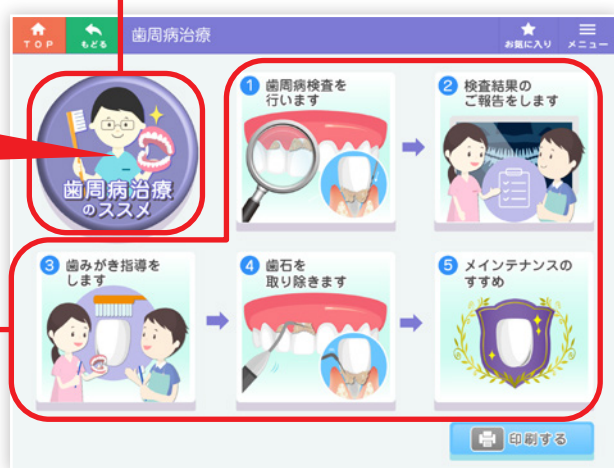 TOP
もどる
歯周病治療
お気に入り
メニュー
歯周病治療
のススメ
1 歯周病検査を
行います
2 検査結果の
ご報告をします
3 歯みがき指導を
します
4 歯石を
取り除きます
5 メインテナンスの
すすめ
印刷する